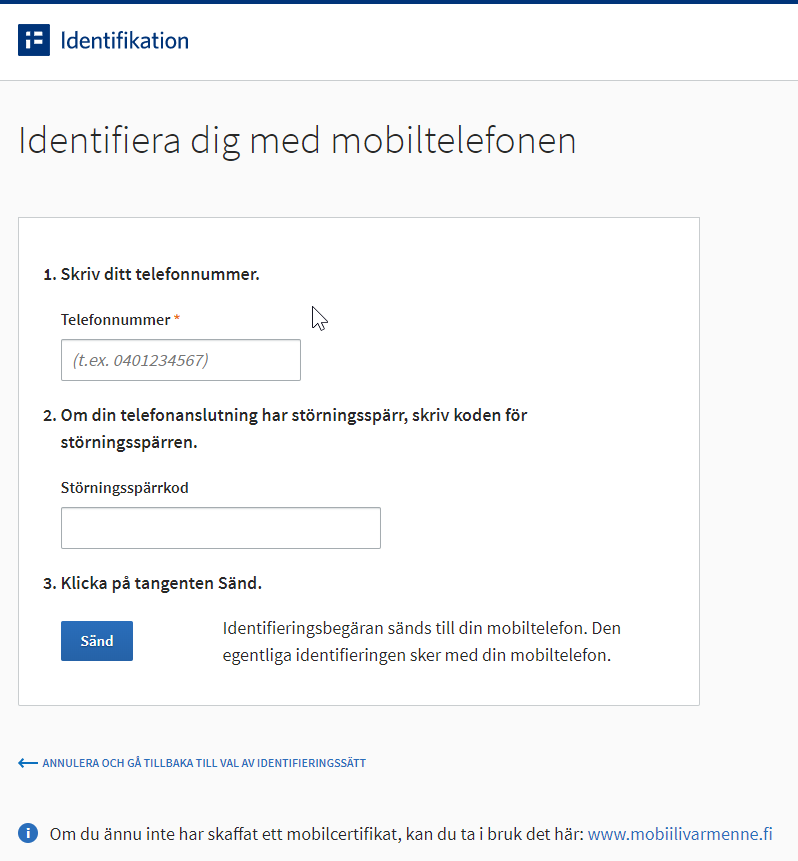 Identifikation
Identifiera dig med mobiltelefonen
1. Skriv ditt telefonnummer.
Telefonnummer *
(t.ex. 0401234567)
2. Om din telefonanslutning har störningsspärr, skriv koden för
störningsspärren.
Störningsspärrkod
3. Klicka på tangenten Sänd.
Sänd
Identifieringsbegäran sänds till din mobiltelefon. Den
egentliga identifieringen sker med din mobiltelefon.
ANNULERA OCH GÅ TILLBAKA TILL VAL AV IDENTIFIERINGSSÄTT
Om du ännu inte har skaffat ett mobilcertifikat, kan du ta i bruk det här: www.mobiilivarmenne.fi